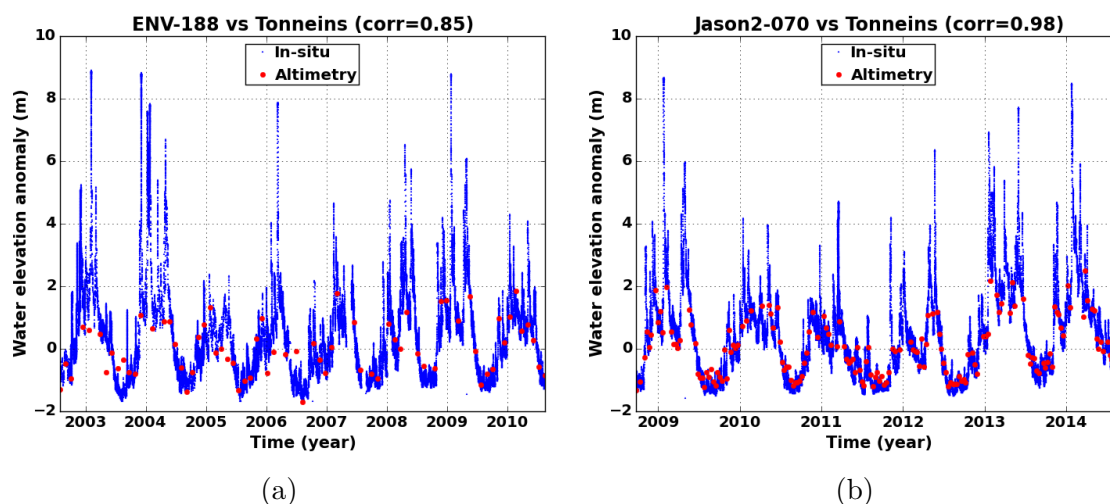 ENV-188 vs Tonneins (corr=0.85)
In-situ
Altimetry
Water elevation anomaly (m)
10
8
6
4
2
0
−2
2003 2004 2005 2006 2007 2008 2009 2010
Time (year)
(a)
Jason2-070 vs Tonneins (corr=0.98)
In-situ
Altimetry
Water elevation anomaly (m)
10
8
6
4
2
0
−2
2009 2010 2011 2012 2013 2014
Time (year)
(b)